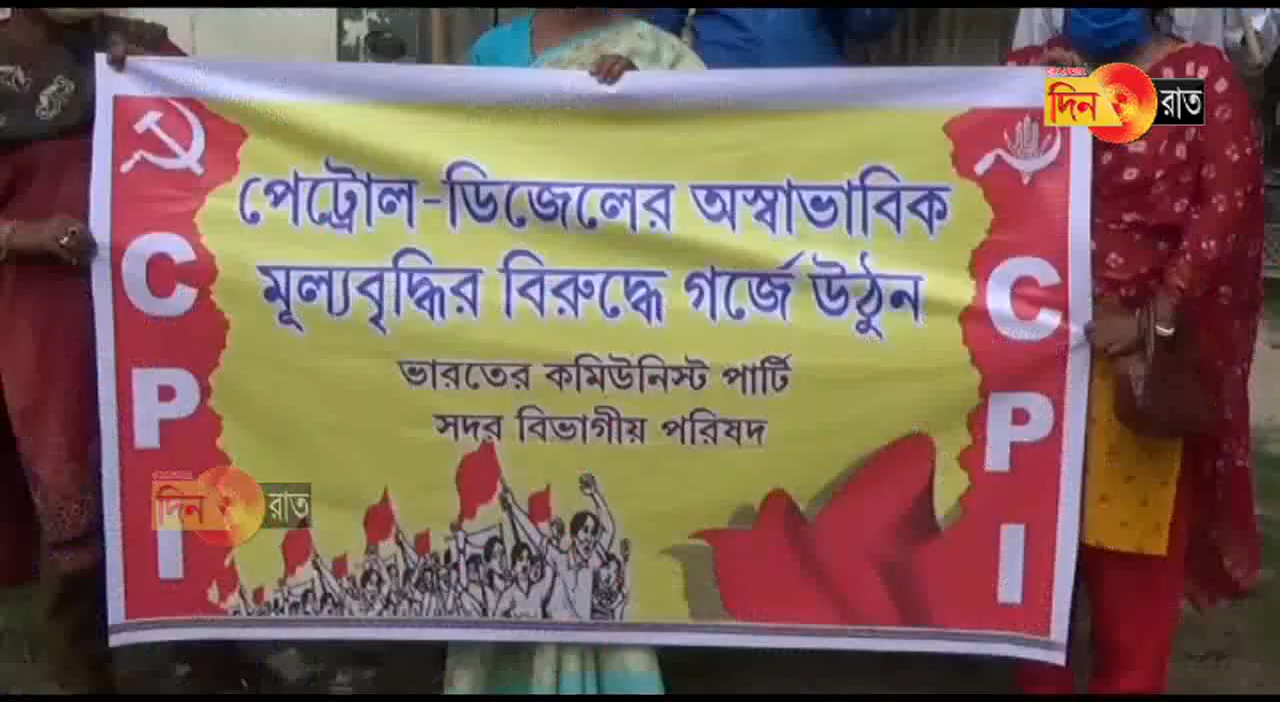 দিন রাত
পেট্রোল-ডিজেলের অস্বাভাবিক
মূল্যবৃদ্ধির বিরুদ্ধে গর্জে উঠুন
ভারতের কমিউনিস্ট পার্টি
সদর বিভাগীয় পরিষদ
CPI
CPI
দিন রাত